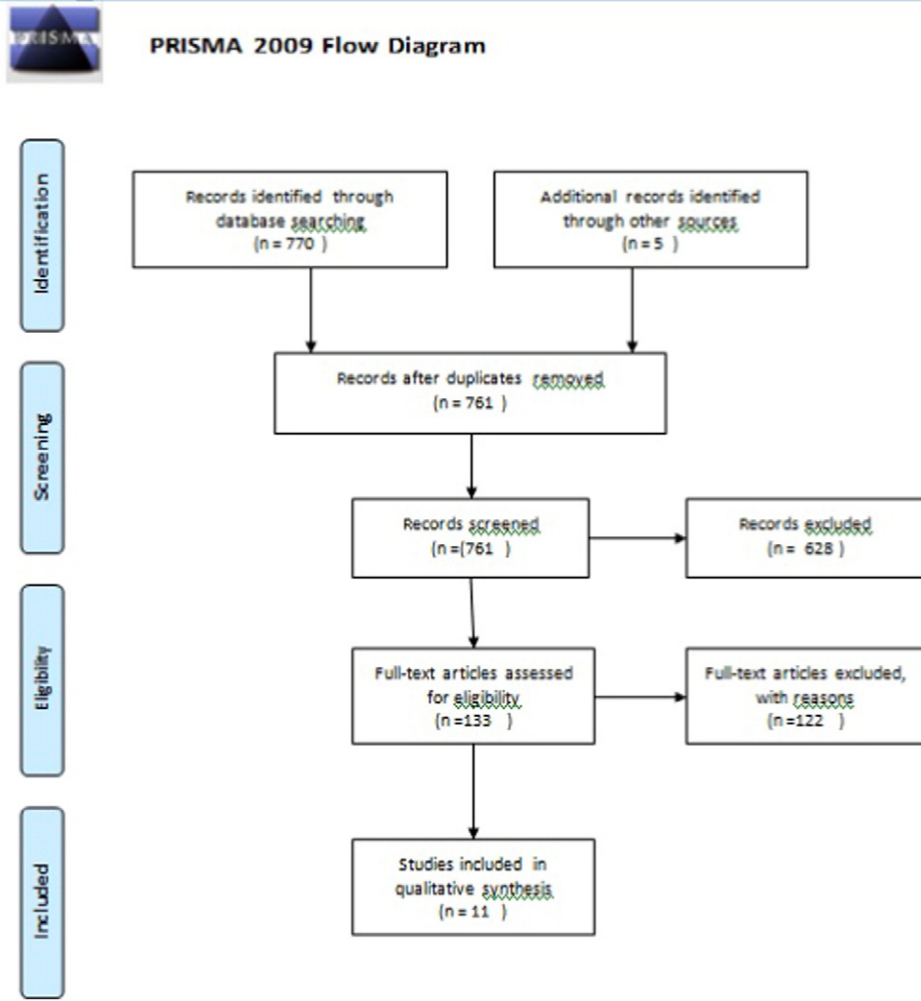 PRISMA
PRISMA 2009 Flow Diagram
Identification
Records identified through
database searching
(n = 770 )
Additional records identified
through other sources
(n = 5 )
Screening
Records after duplicates removed
(n = 761 )
Records screened
(n =(761 )
Records excluded
(n = 628 )
Eligibility
Full-text articles assessed
for eligibility
(n =133 )
Full-text articles excluded,
with reasons
(n =122 )
Included
Studies included in
qualitative synthesis
(n = 11 )